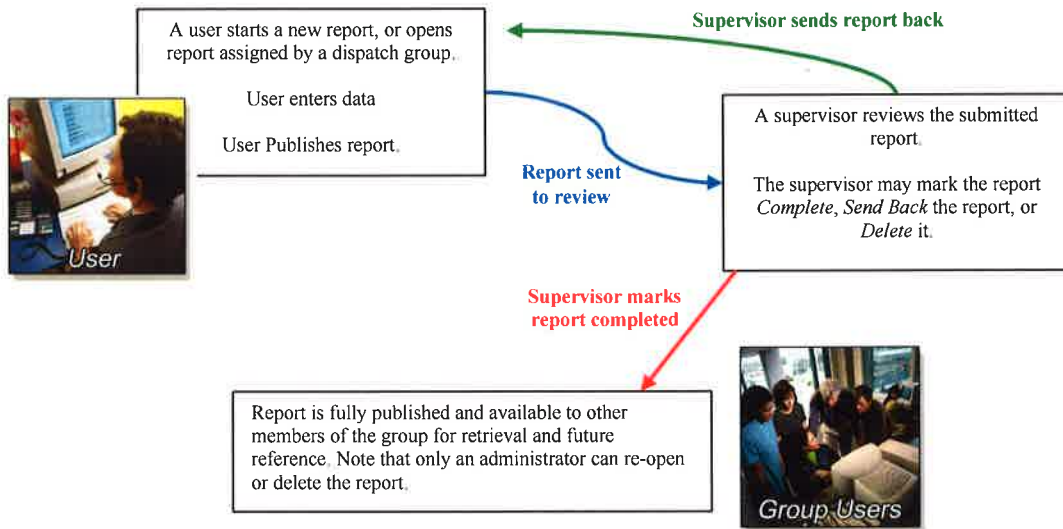 Supervisor sends report back
A user starts a new report, or opens
report assigned by a dispatch group.
User enters data
User Publishes report.
User
Report sent
to review
A supervisor reviews the submitted
report.
The supervisor may mark the report
Complete, Send Back the report, or
Delete it.
Supervisor marks
report completed
Report is fully published and available to other
members of the group for retrieval and future
reference. Note that only an administrator can re-open
or delete the report.
Group Users